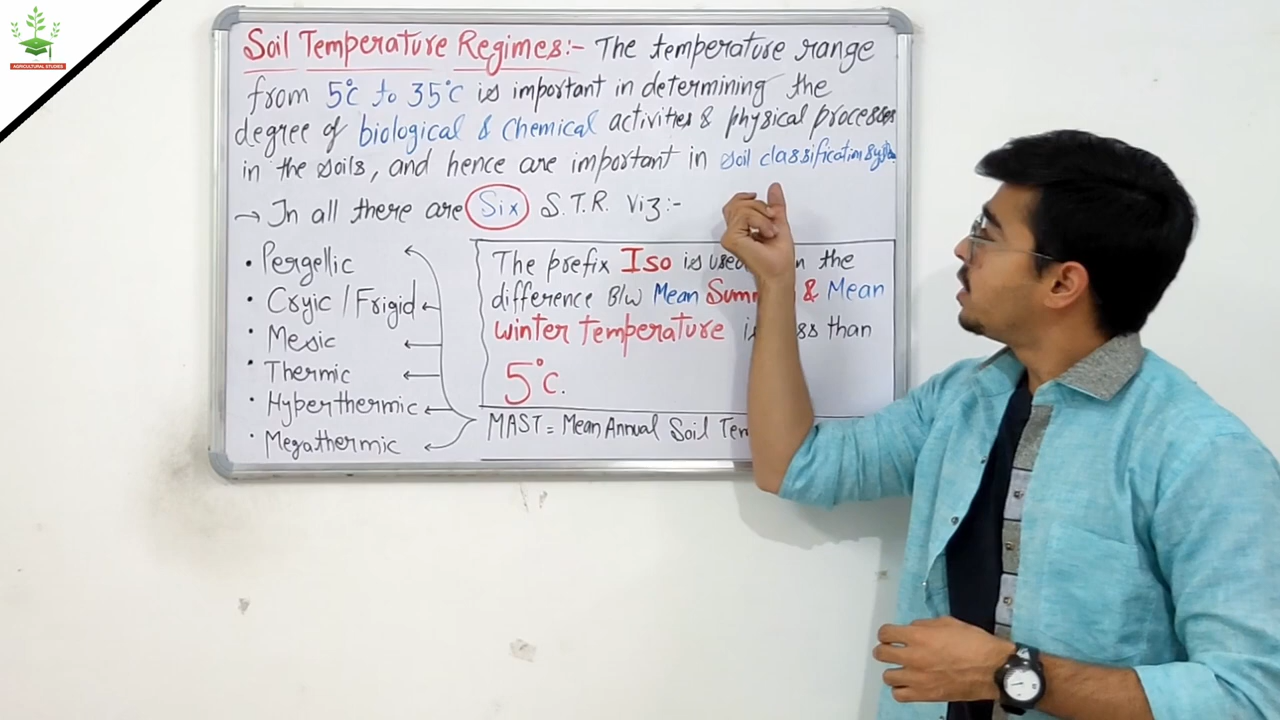 AGRICULTURAL STUDIES
Soil Temperature Regimes:- The temperature range
from 5°c to 35°c is important in determining the
degree of biological & chemical activities & physical processes
in the soils, and hence are important in soil classification
→ In all there are Six S.T.R. Viz:-
• Pergellic
• Cryic / Frigid
• Mesic
• Thermic
• Hyperthermic
• Megathermic
The prefix Iso is the
difference B/w Mean & Mean
winter temperature than
5°c.
MAST = Mean Annual Soil